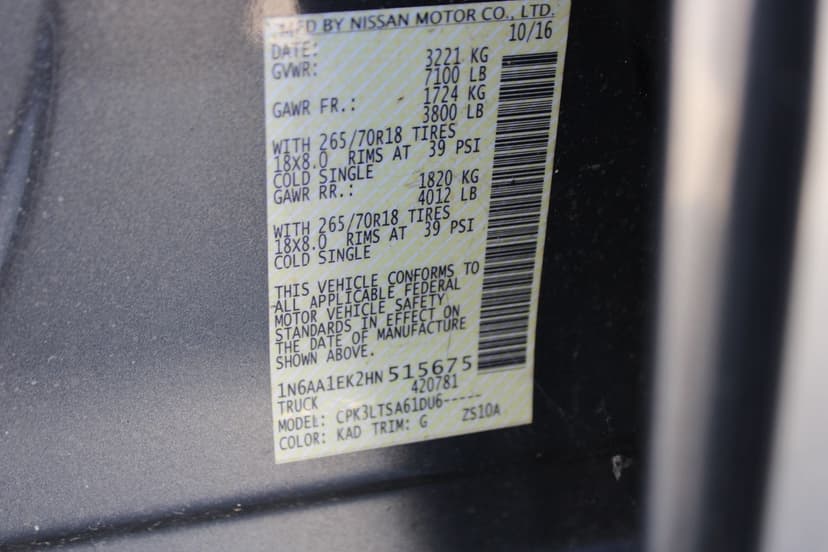 MFD BY NISSAN MOTOR CO., LTD.
DATE: 10/16
GVWR: 3221 KG
7100 LB
GAWR FR.: 1724 KG
3800 LB
WITH 265/70R18 TIRES
18X8.0 RIMS AT 39 PSI
COLD SINGLE
GAWR RR.: 1820 KG
4012 LB
WITH 265/70R18 TIRES
18X8.0 RIMS AT 39 PSI
COLD SINGLE
THIS VEHICLE CONFORMS TO
ALL APPLICABLE FEDERAL
MOTOR VEHICLE SAFETY
STANDARDS IN EFFECT ON
THE DATE OF MANUFACTURE
SHOWN ABOVE.
1N6AA1EK2HN515675
TRUCK 420781
MODEL: CPK3LTSA61DU6-----
COLOR: KAD TRIM: G ZS10A